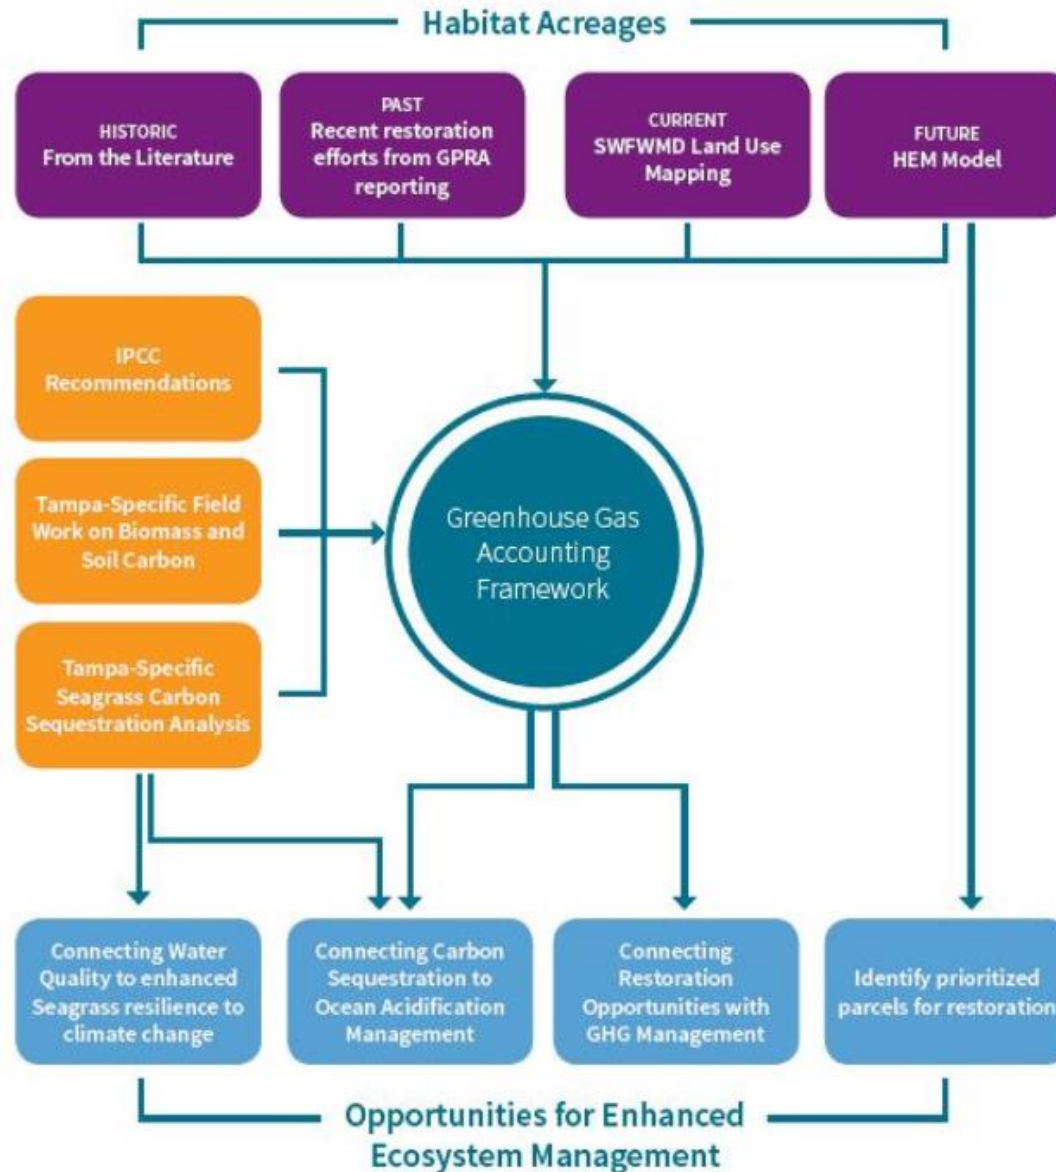 Habitat Acreages
HISTORIC
From the Literature
PAST
Recent restoration
efforts from GPRA
reporting
CURRENT
SWFWMD Land Use
Mapping
FUTURE
HEM Model
IPCC
Recommendations
Tampa-Specific Field
Work on Biomass and
Soil Carbon
Tampa-Specific
Seagrass Carbon
Sequestration Analysis
Greenhouse Gas
Accounting
Framework
Connecting Water
Quality to enhanced
Seagrass resilience to
climate change
Connecting Carbon
Sequestration to
Ocean Acidification
Management
Connecting
Restoration
Opportunities with
GHG Management
Identify prioritized
parcels for restoration
Opportunities for Enhanced
Ecosystem Management